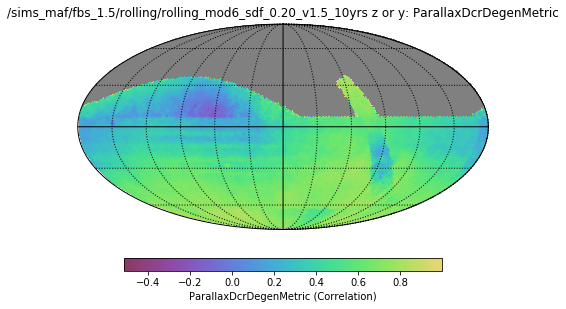 /sims_maf/fbs_1.5/rolling/rolling_mod6_sdf_0.20_v1.5_10yrs z or y: ParallaxDcrDegenMetric
−0.4 −0.2 0.0 0.2 0.4 0.6 0.8
ParallaxDcrDegenMetric (Correlation)